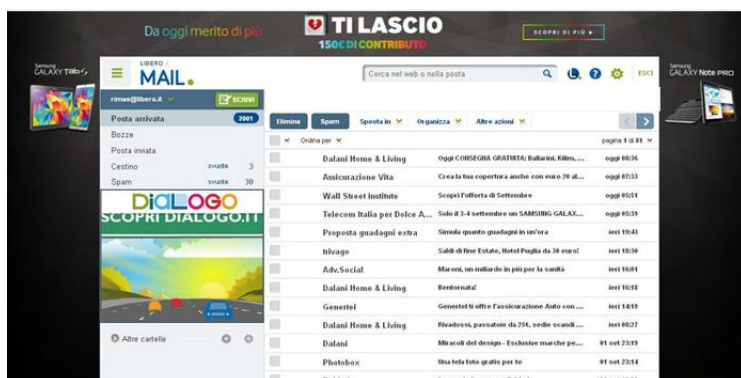 Da oggi merito di più
TI LASCIO
150€ DI CONTRIBUTO
SCOPRI DI PIÙ
Samsung
GALAXY Tab S
Samsung
GALAXY Note PRO
LIBERO
MAIL
Cerca nel web o nella posta
ESCI
rimas@libero.it
SCRIVI
Posta arrivata 2001
Bozze
Posta inviata
Cestino svuota 3
Spam svuota 38
DiALOGO
SCOPRI DIALOGO.IT
Altre cartelle
Elimina Spam Sposta in Organizza Altre azioni
Ordina per pagina 1 di 81
Dalani Home & Living Oggi CONSEGNA GRATUITA: Ballarini, Kilim, ... oggi 08:36
Assicurazione Vita Crea la tua copertura anche con euro 20 al... oggi 07:33
Wall Street institute Scopri l'offerta di Settembre oggi 05:51
Telecom Italia per Dolce A... Solo il 3-4 settembre un SAMSUNG GALAX... oggi 05:39
Proposta guadagni extra Simula quanto guadagni in un'ora ieri 19:43
trivago Saldi di fine Estate, Hotel Puglia da 30 euro! ieri 18:30
Adv.Social Maroni, un miliardo in più per la sanità ieri 16:01
Dalani Home & Living Bentornata! ieri 16:18
Genertel Genertel ti offre l'assicurazione Auto con ... ieri 14:19
Dalani Home & Living Rivadossi, passatoie da 25€, sedie scandi ... ieri 08:27
Dalani Miracoli del design - Esclusive marche pe... 01 set 23:19
Photobox Una tela foto gratis per te 01 set 23:14